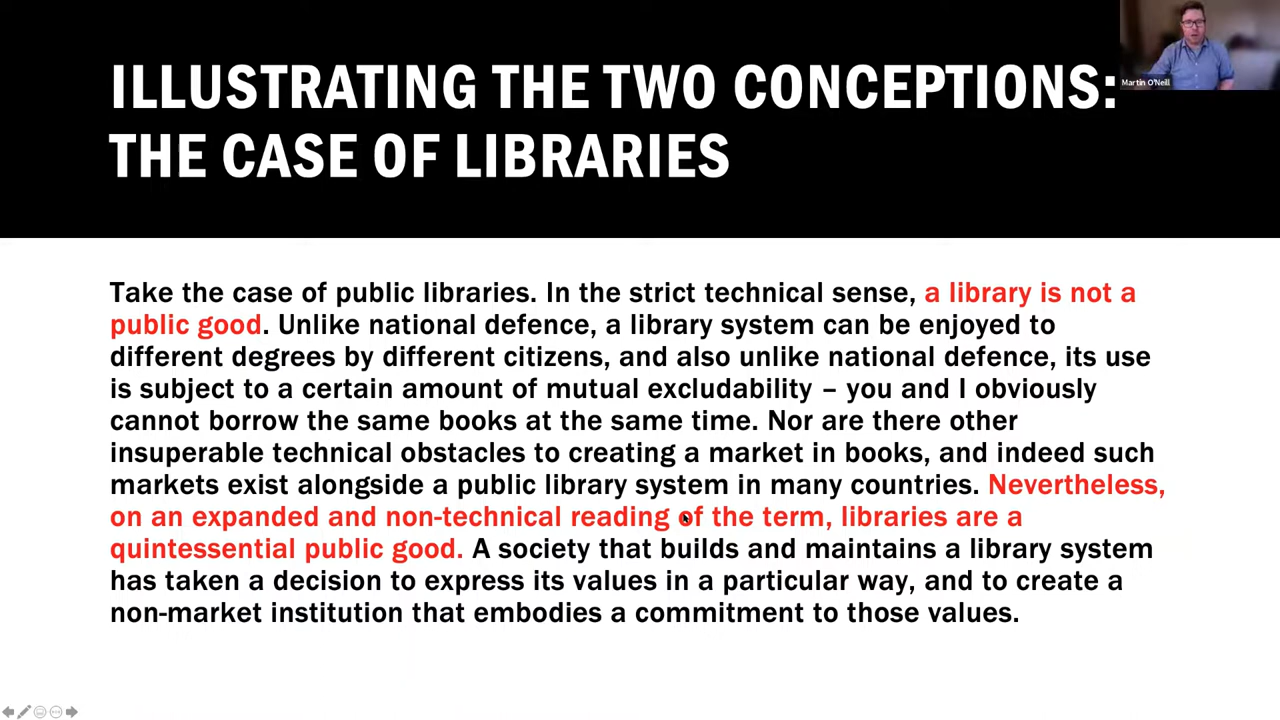 ILLUSTRATING THE TWO CONCEPTIONS:
THE CASE OF LIBRARIES
Martin O'Neill
Take the case of public libraries. In the strict technical sense, a library is not a
public good. Unlike national defence, a library system can be enjoyed to
different degrees by different citizens, and also unlike national defence, its use
is subject to a certain amount of mutual excludability – you and I obviously
cannot borrow the same books at the same time. Nor are there other
insuperable technical obstacles to creating a market in books, and indeed such
markets exist alongside a public library system in many countries. Nevertheless,
on an expanded and non-technical reading of the term, libraries are a
quintessential public good. A society that builds and maintains a library system
has taken a decision to express its values in a particular way, and to create a
non-market institution that embodies a commitment to those values.